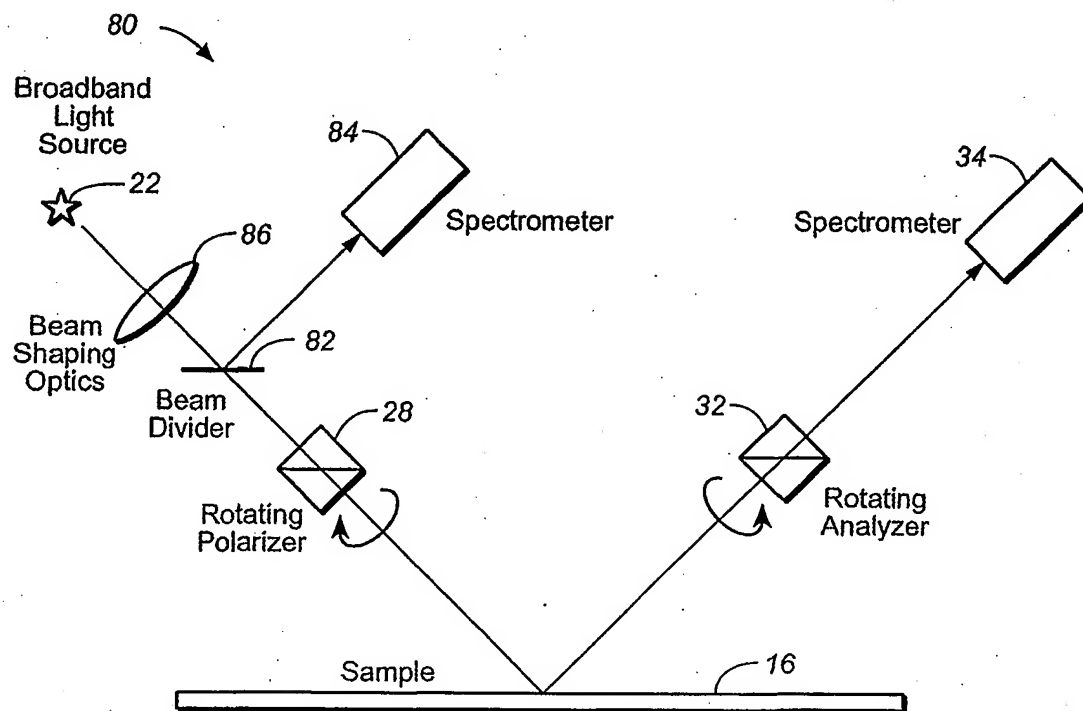 80
Broadband
Light
Source
22
84
Spectrometer
34
Spectrometer
86
Beam
Shaping
Optics
82
Beam
Divider
28
Rotating
Polarizer
32
Rotating
Analyzer
Sample
16